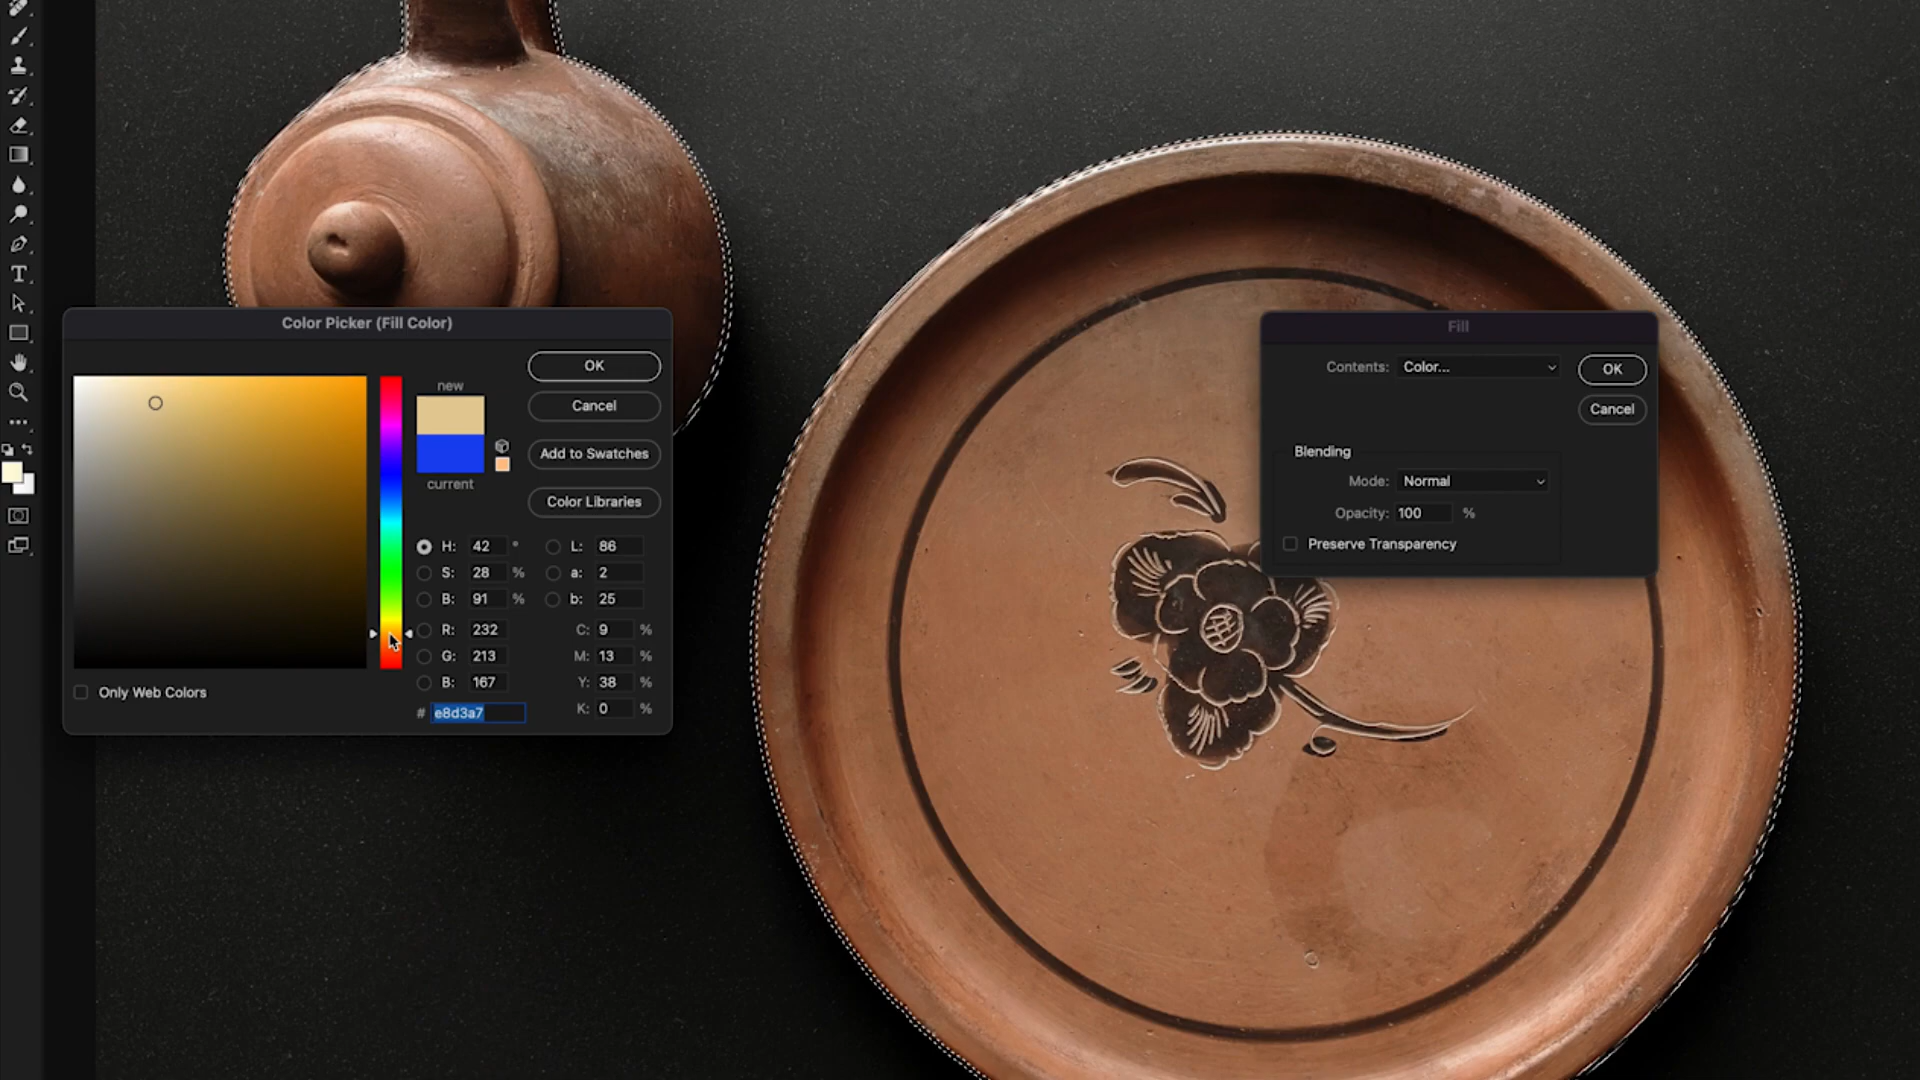 Color Picker (Fill Color)
new
current
OK
Cancel
Add to Swatches
Color Libraries
H: 42 °
S: 28 %
B: 91 %
R: 232
G: 213
B: 167
# e8d3a7
L: 86
a: 2
b: 25
C: 9 %
M: 13 %
Y: 38 %
K: 0 %
Only Web Colors
Fill
Contents: Color...
OK
Cancel
Blending
Mode: Normal
Opacity: 100 %
Preserve Transparency